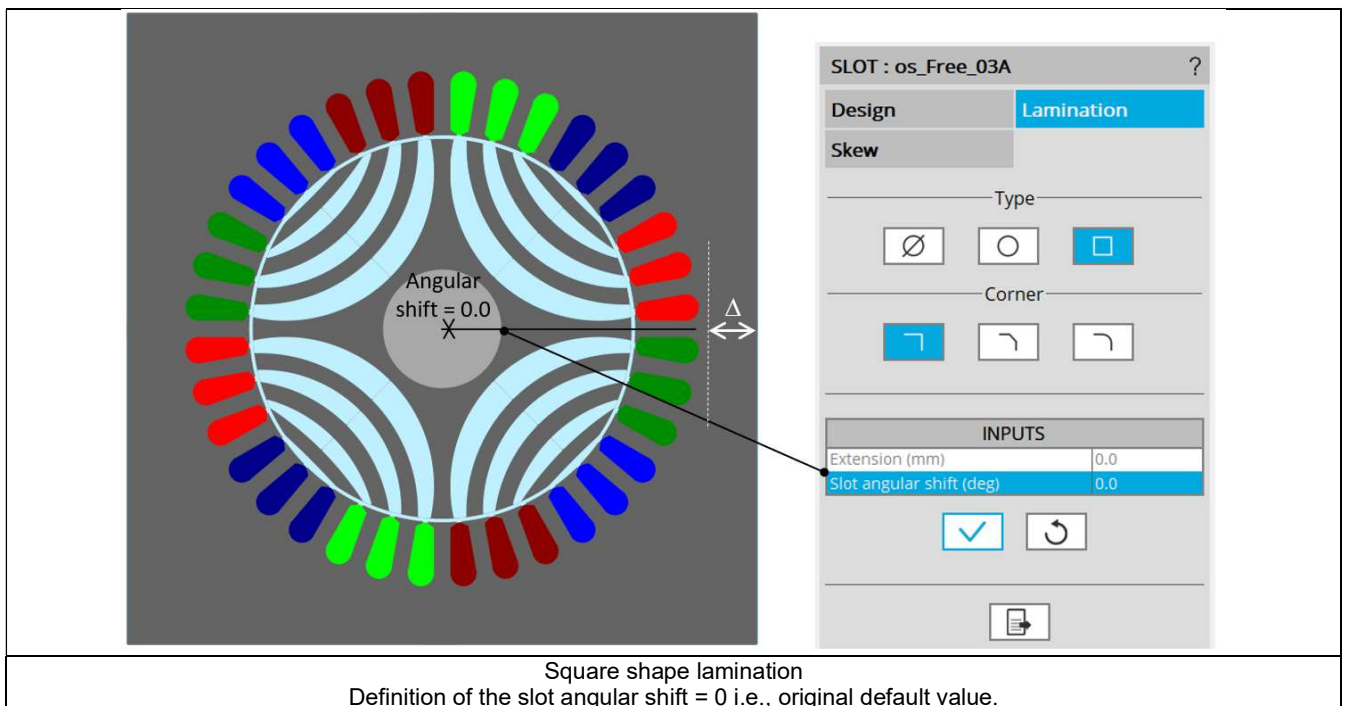 SLOT : os_Free_03A ?
Design Lamination
Skew
Type
Corner
INPUTS
Extension (mm) 0.0
Slot angular shift (deg) 0.0
Angular
shift = 0.0
Δ
Square shape lamination
Definition of the slot angular shift = 0 i.e., original default value.